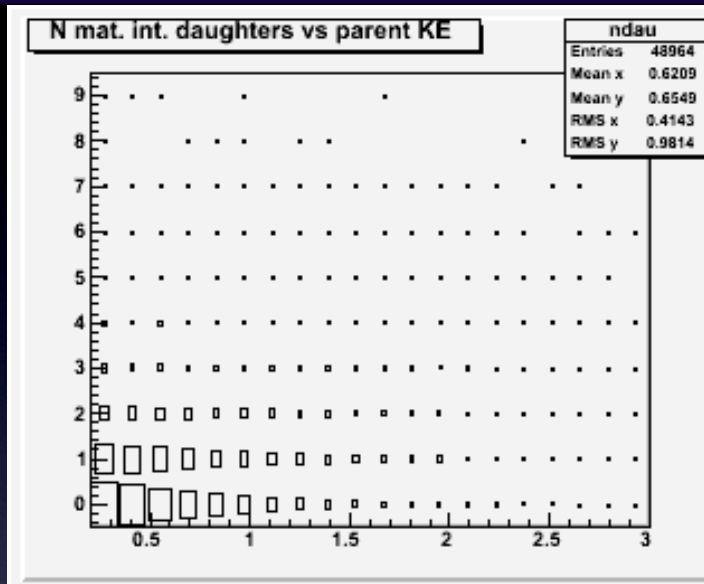 N mat. int. daughters vs parent KE
ndau
Entries 48964
Mean x 0.6209
Mean y 0.6549
RMS x 0.4143
RMS y 0.9814
9
8
7
6
5
4
3
2
1
0
0.5 1 1.5 2 2.5 3